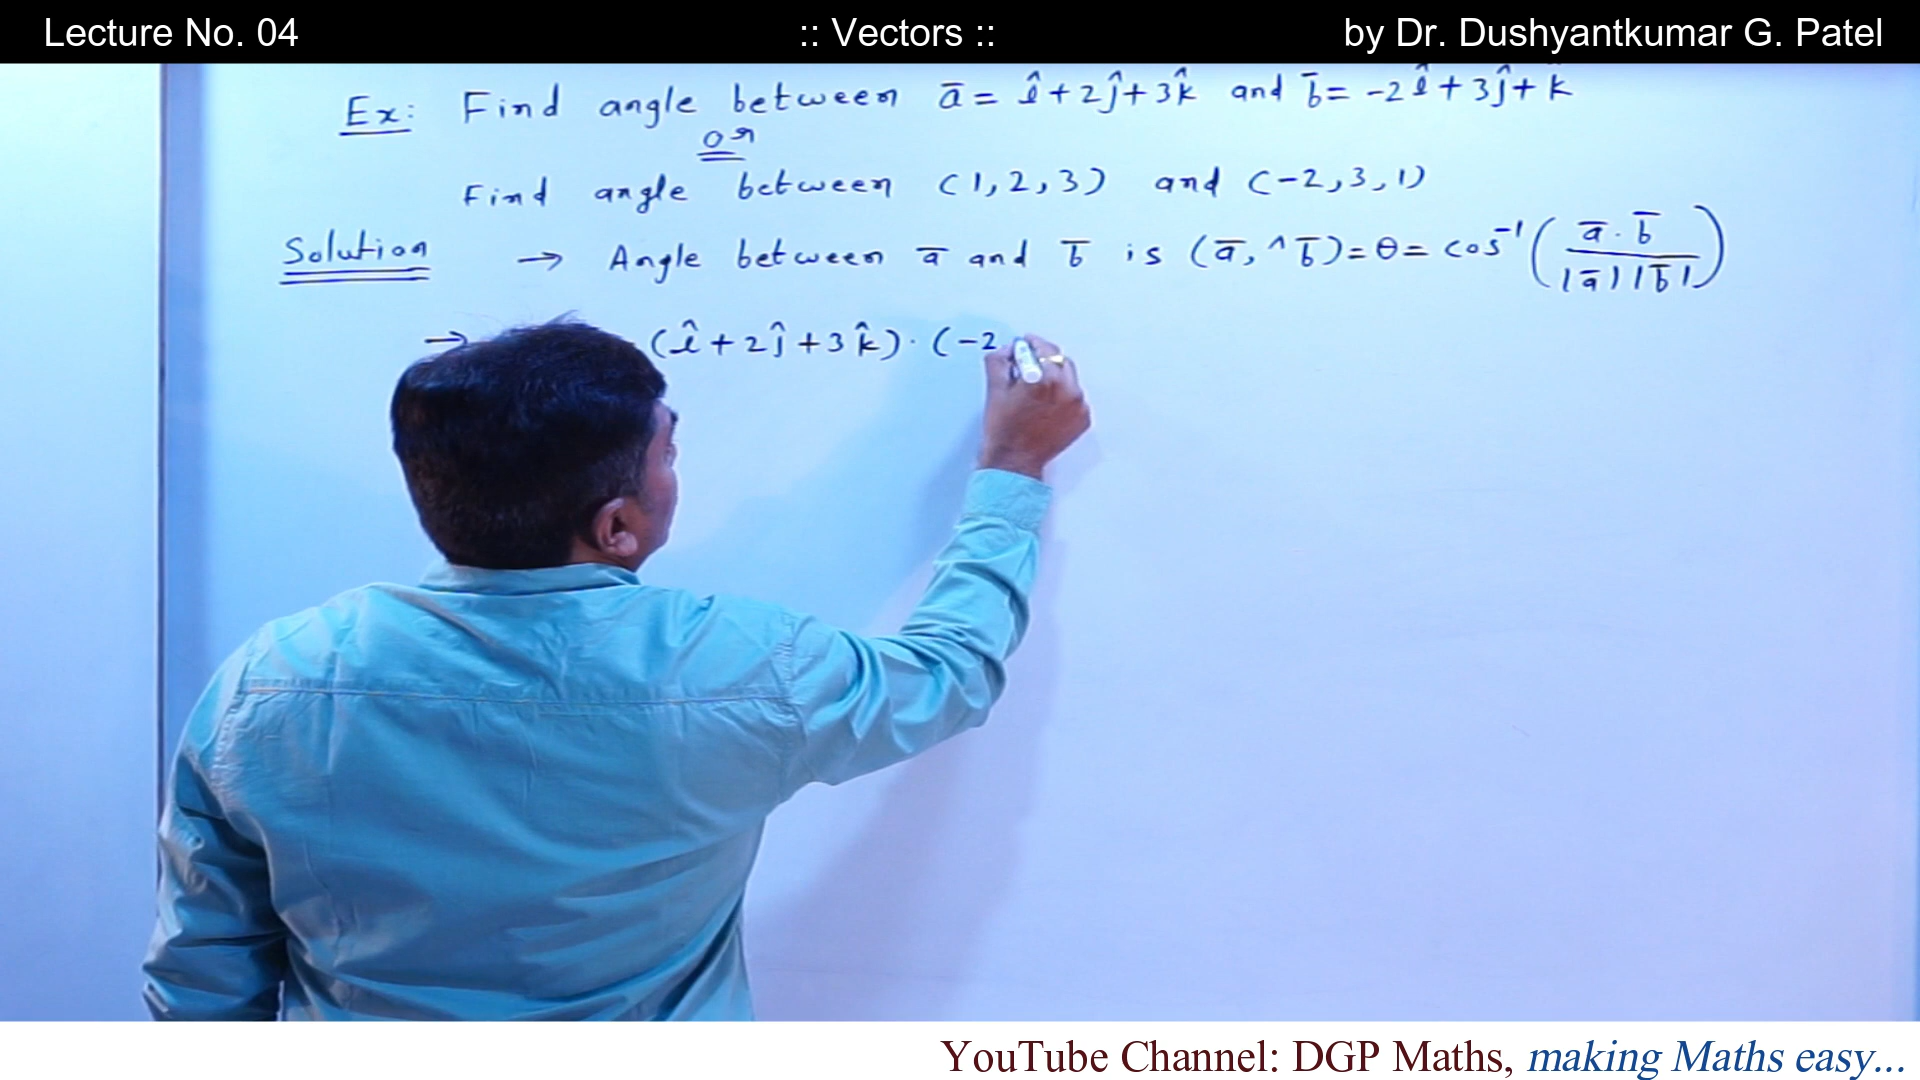 Lecture No. 04 :: Vectors :: by Dr. Dushyantkumar G. Patel
Ex: Find angle between a̅ = î + 2ĵ + 3k̂ and b̅ = -2î + 3ĵ + k̂
or
Find angle between (1, 2, 3) and (-2, 3, 1)
Solution → Angle between a̅ and b̅ is (a̅, ^ b̅) = θ = cos⁻¹ ( a̅ · b̅ / |a̅| |b̅| )
→ (î + 2ĵ + 3k̂) · (-2
YouTube Channel: DGP Maths, making Maths easy...